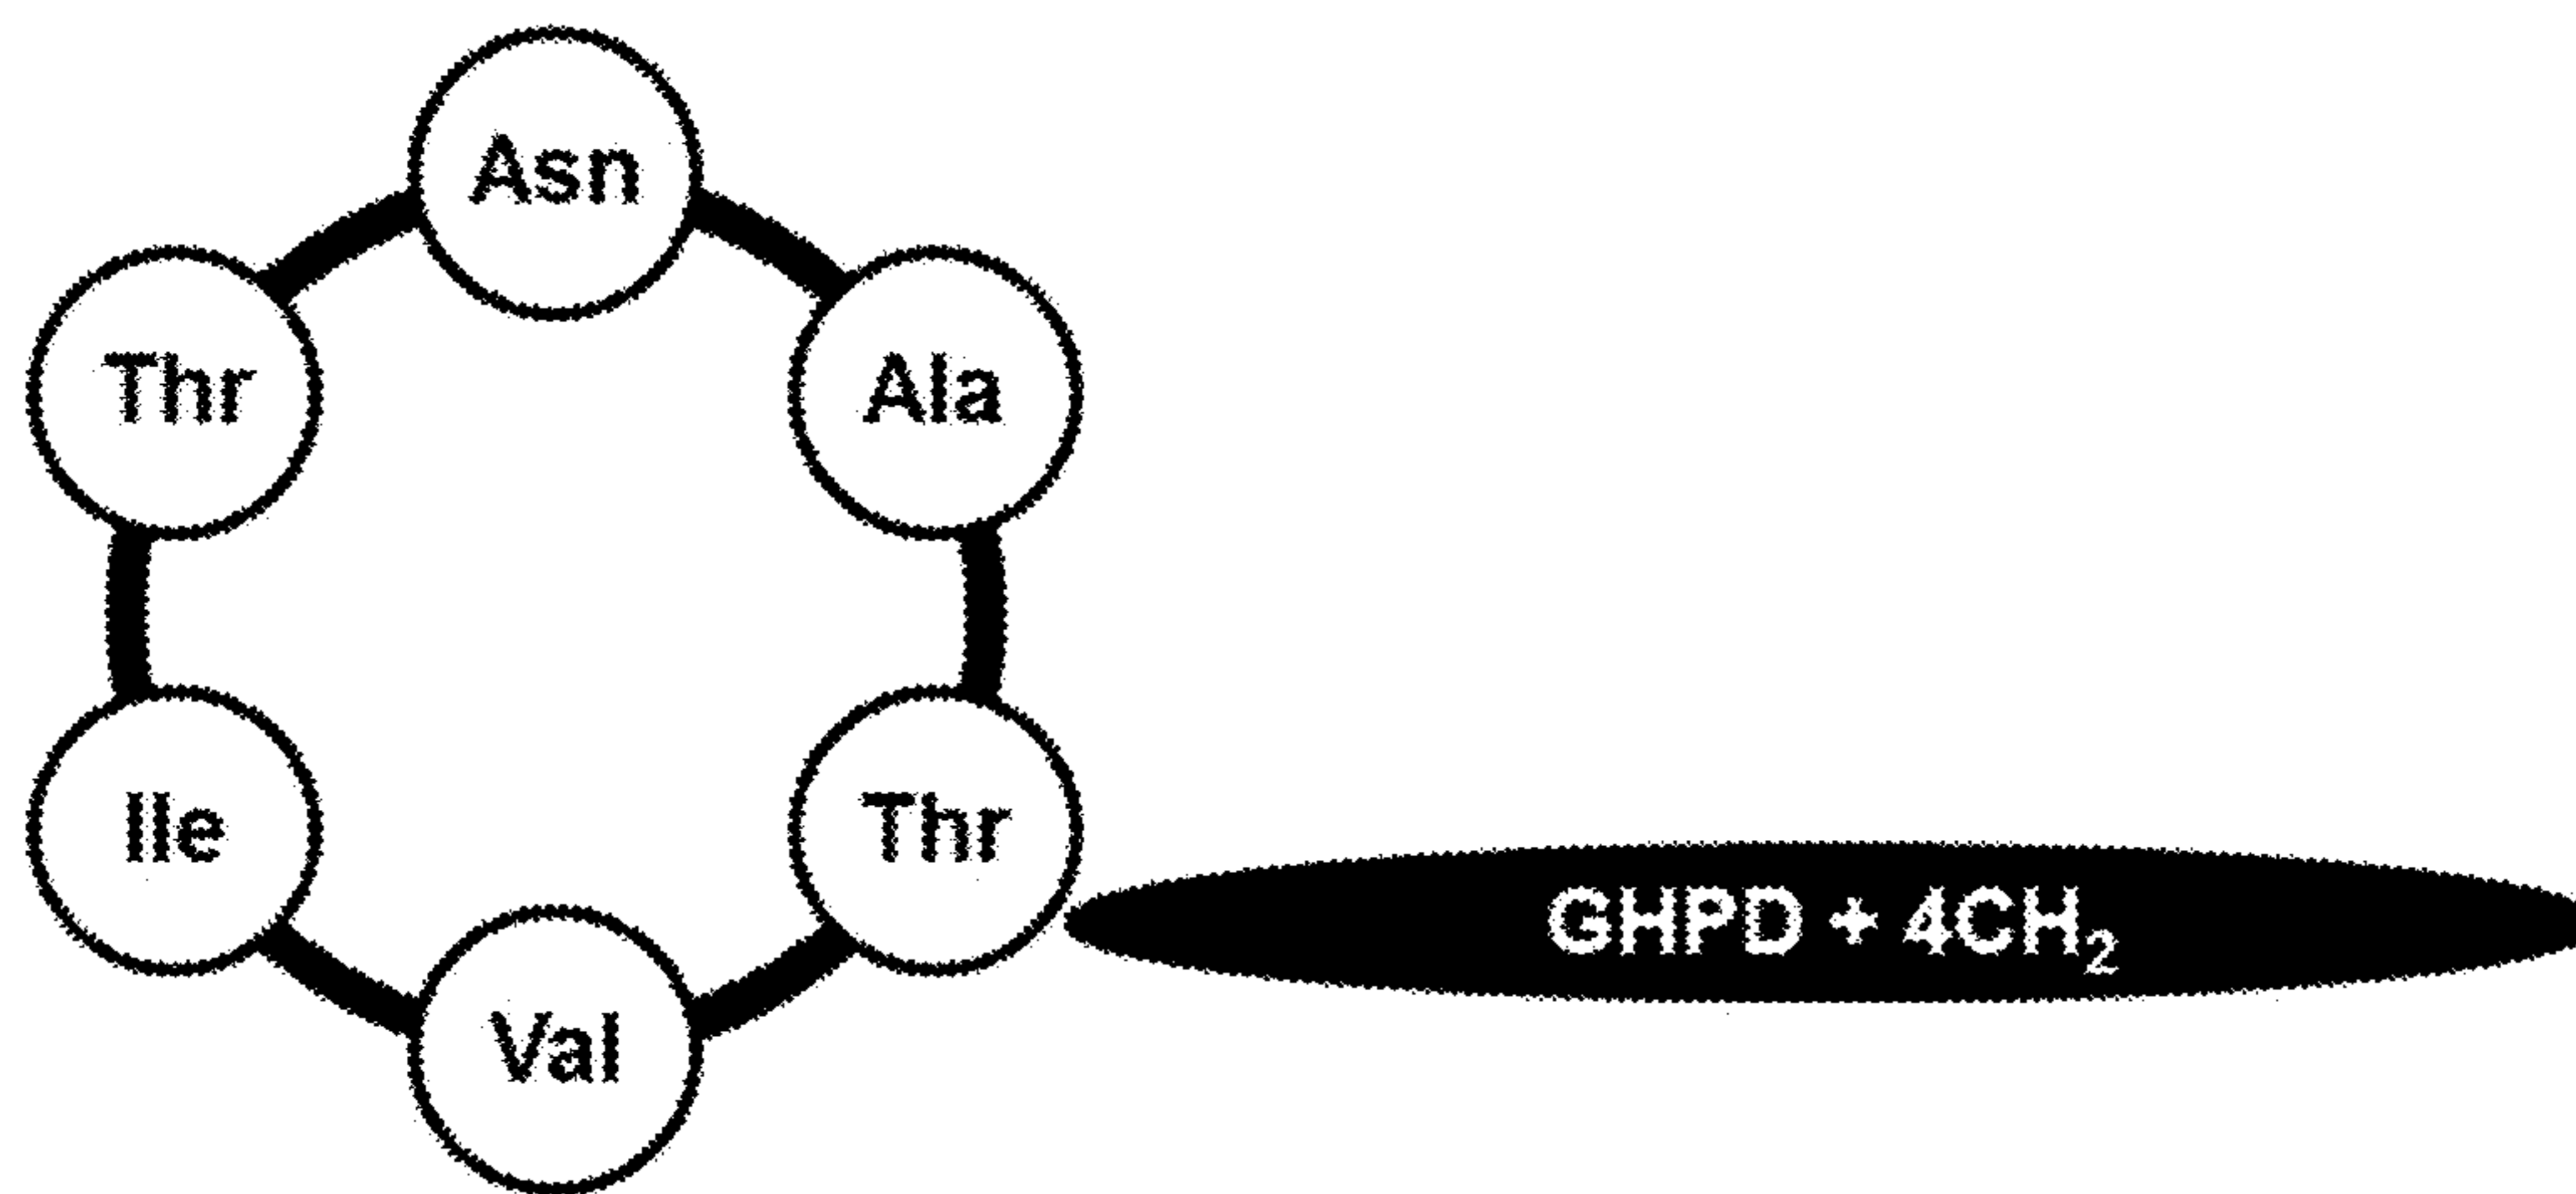 Asn
Thr
Ala
Ile
Thr
Val
GHPD + 4CH₂